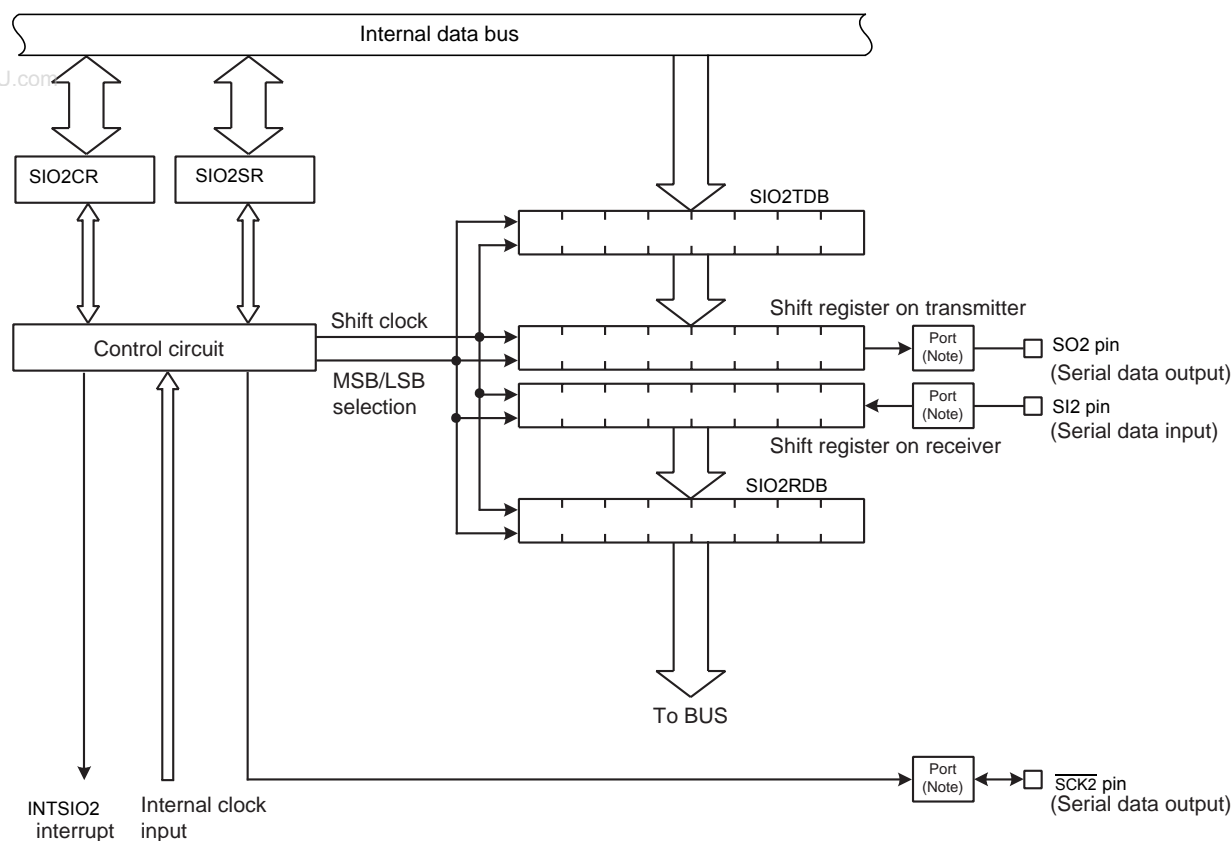 Internal data bus
U.com
SIO2CR
SIO2SR
SIO2TDB
Shift register on transmitter
Shift clock
Control circuit
MSB/LSB
selection
Port
(Note)
SO2 pin
(Serial data output)
Port
(Note)
SI2 pin
(Serial data input)
Shift register on receiver
SIO2RDB
To BUS
Port
(Note)
SCK2 pin
(Serial data output)
INTSIO2
interrupt
Internal clock
input